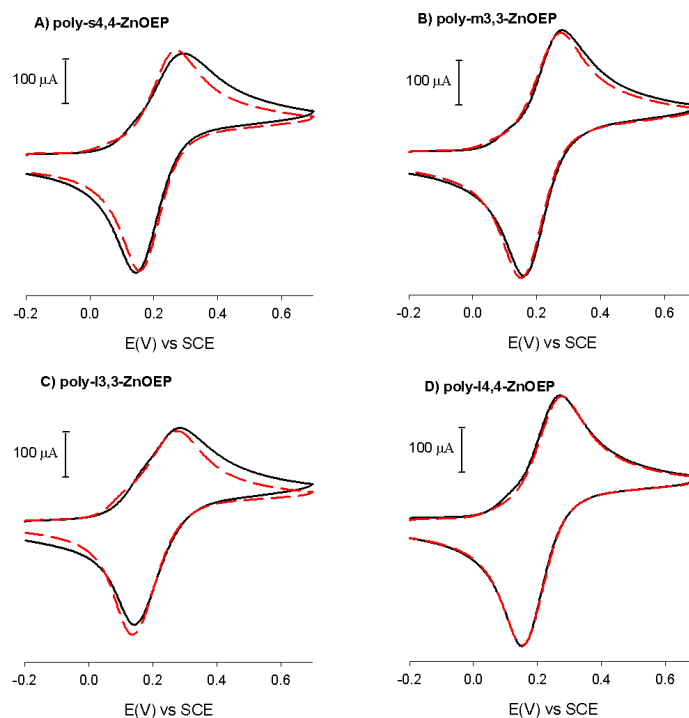 A) poly-s4,4-ZnOEP
100 µA
-0.2 0.0 0.2 0.4 0.6
E(V) vs SCE
B) poly-m3,3-ZnOEP
100 µA
-0.2 0.0 0.2 0.4 0.6
E(V) vs SCE
C) poly-l3,3-ZnOEP
100 µA
-0.2 0.0 0.2 0.4 0.6
E(V) vs SCE
D) poly-l4,4-ZnOEP
100 µA
-0.2 0.0 0.2 0.4 0.6
E(V) vs SCE